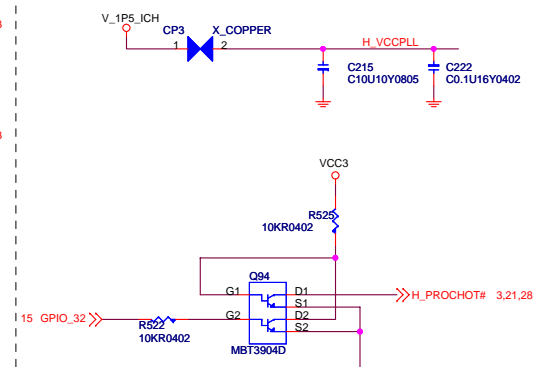 V_1P5_ICH
CP3 X_COPPER
1 2
H_VCCPLL
C215
C10U10Y0805
C222
C0.1U16Y0402
VCC3
R525
10KR0402
Q94
G1 D1
H_PROCHOT# 3,21,28
S1
15 GPIO_32
G2 D2
S2
R522
10KR0402
MBT3904D